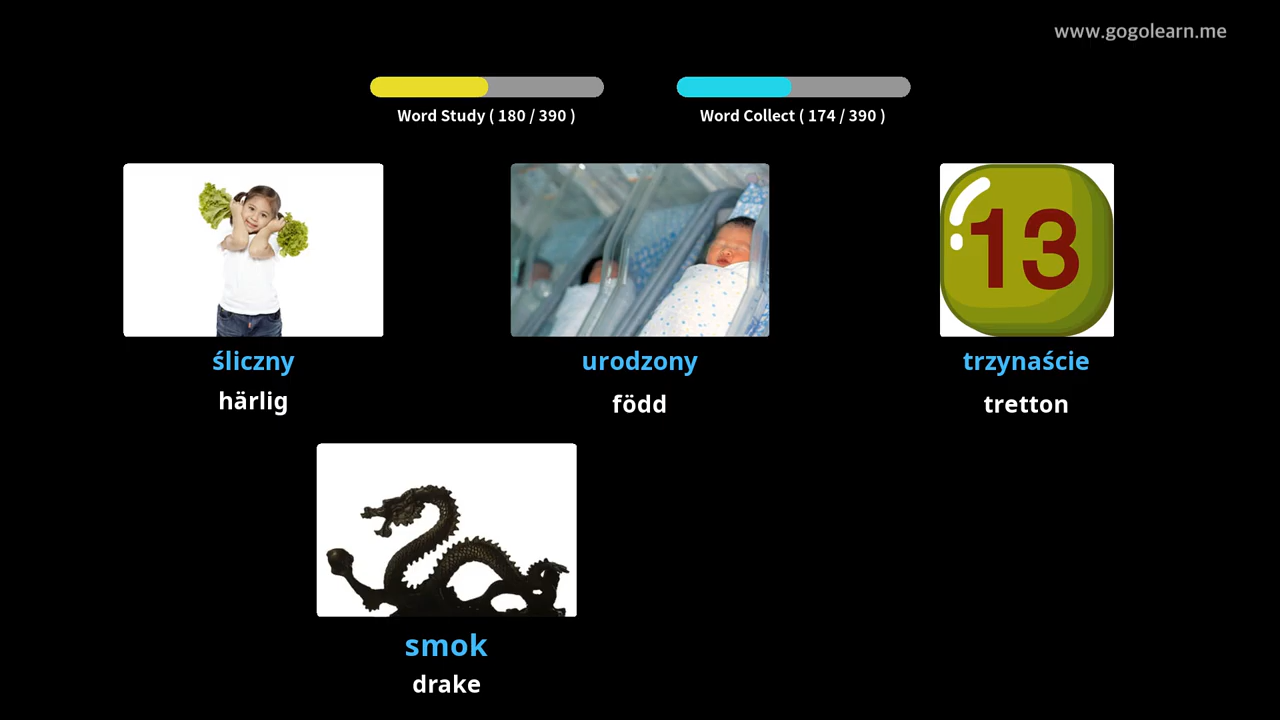 www.gogolearn.me
Word Study ( 180 / 390 )
Word Collect ( 174 / 390 )
13
śliczny
härlig
urodzony
född
trzynaście
tretton
smok
drake